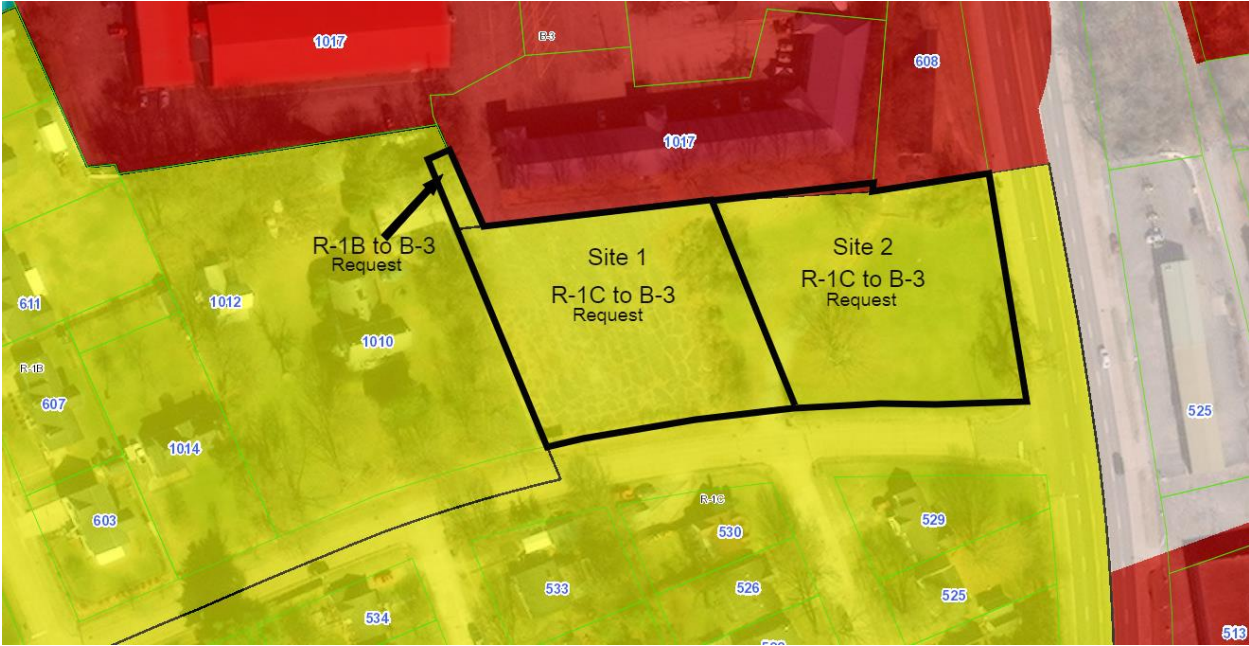 1017
B-3
608
1017
R-1B to B-3
Request
Site 1
R-1C to B-3
Request
Site 2
R-1C to B-3
Request
611
1012
1010
R-1B
607
525
1014
R-1C
603
530
529
533
526
525
534
513